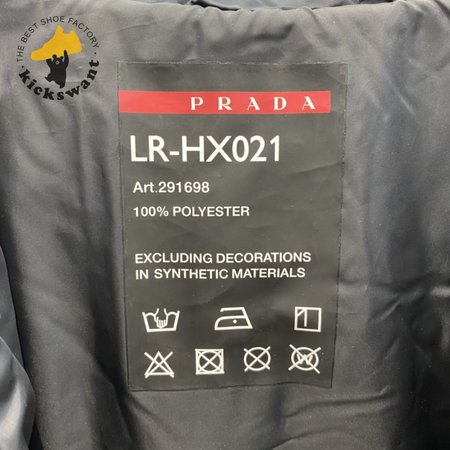 THE BEST SHOE FACTORY
kickswant
PRADA
LR-HX021
Art.291698
100% POLYESTER
EXCLUDING DECORATIONS
IN SYNTHETIC MATERIALS